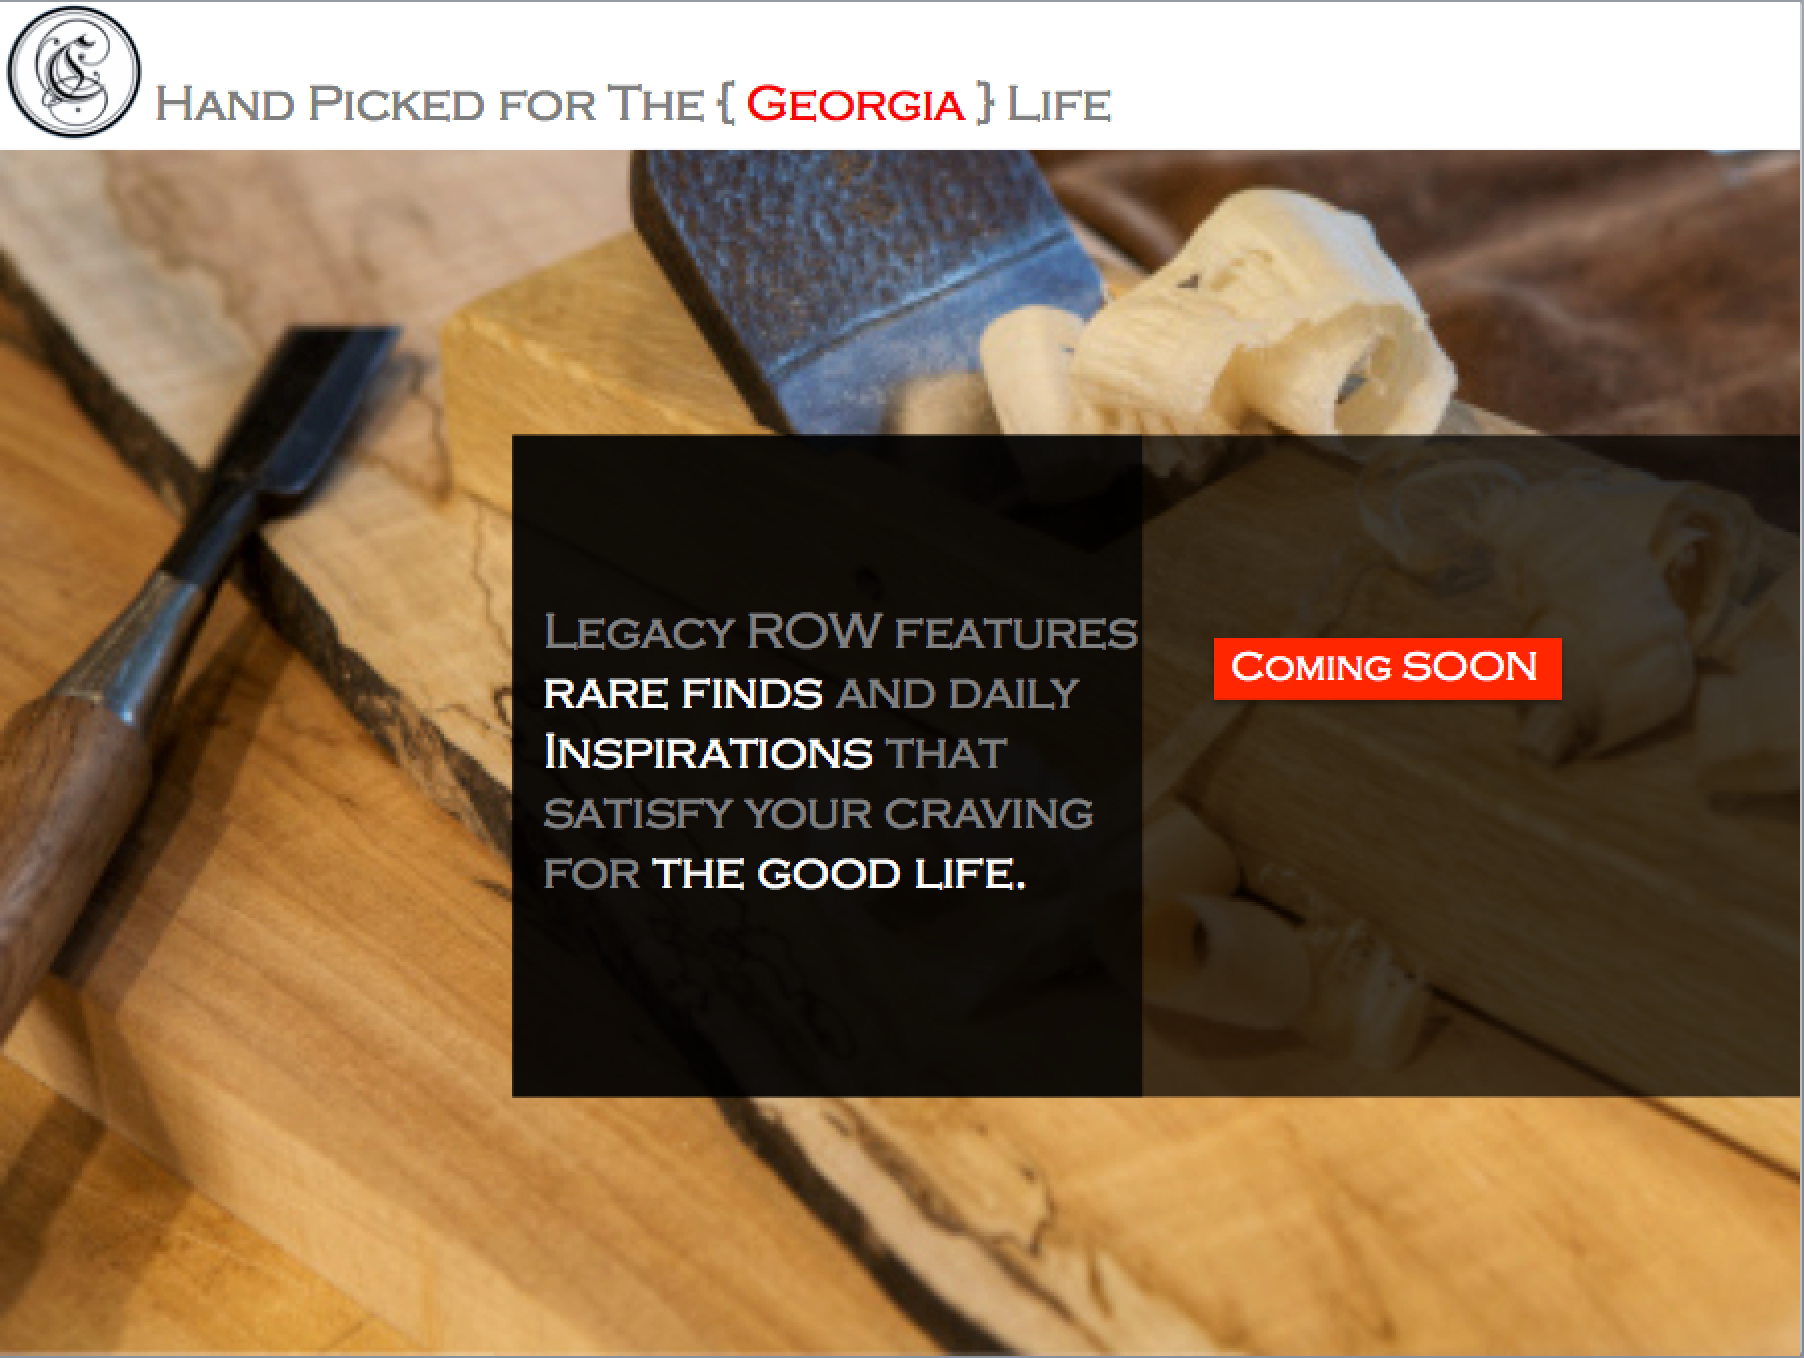 Hand Picked for The { Georgia } Life
Legacy ROW features
rare finds and daily
Inspirations that
satisfy your craving
for the good life.
Coming SOON